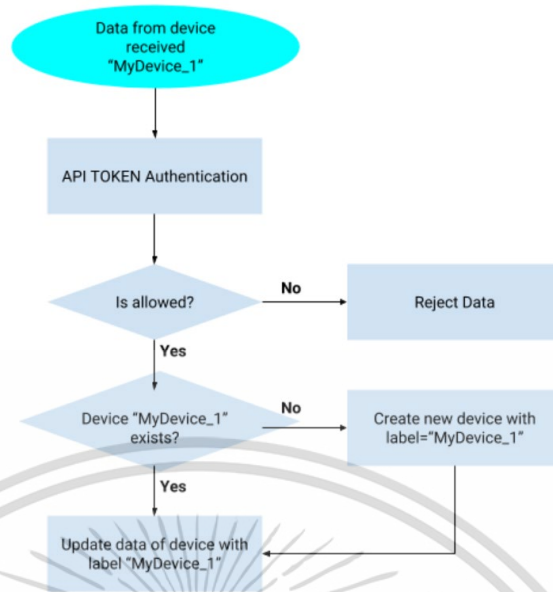 Data from device
received
“MyDevice_1”
API TOKEN Authentication
Is allowed?
No
Reject Data
Yes
Device “MyDevice_1”
exists?
No
Create new device with
label=“MyDevice_1”
Yes
Update data of device with
label “MyDevice_1”